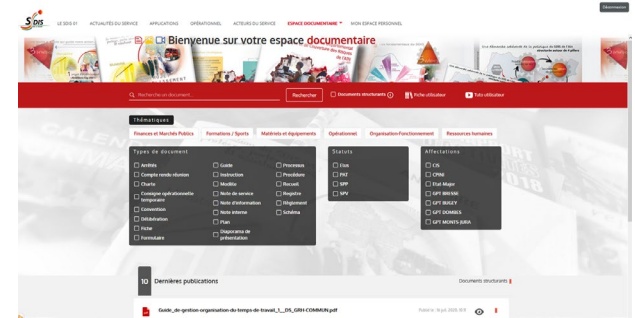 Déconnexion
SDIS
LE SDIS 01 ACTUALITÉS DU SERVICE APPLICATIONS OPÉRATIONNEL ACTEURS DU SERVICE ESPACE DOCUMENTAIRE MON ESPACE PERSONNEL
Bienvenue sur votre espace documentaire
Recherche un document...
Rechercher
Documents structurants
Fiche utilisateur
Tuto utilisateur
Thématiques
Finances et Marchés Publics Formations / Sports Matériels et équipements Opérationnel Organisation-Fonctionnement Ressources humaines
Types de document
Arrêtés
Compte rendu réunion
Charte
Consigne opérationnelle
temporaire
Convention
Délibération
Fiche
Formulaire
Guide
Instruction
Modèle
Note de service
Note d'information
Note interne
Plan
Diaporama de
présentation
Processus
Procédure
Recueil
Registre
Règlement
Schéma
Statuts
Elus
PAT
SPP
SPV
Affectations
CIS
CPINI
Etat-Major
GPT BRESSE
GPT BUGEY
GPT DOMBES
GPT MONTS-JURA
10 Dernières publications
Documents structurants
Guide_de-gestion-organisation-du-temps-de-travail_1__DS_GRH-COMMUN.pdf